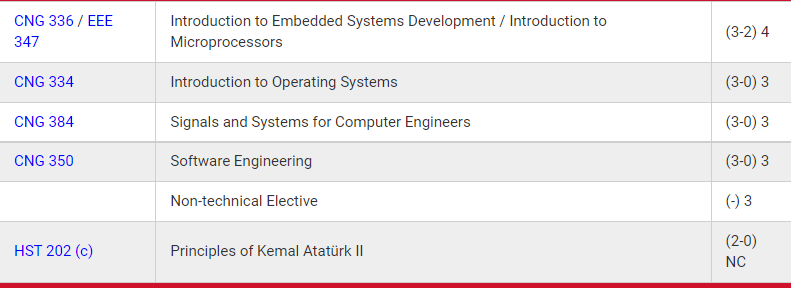 CNG 336 / EEE
347
Introduction to Embedded Systems Development / Introduction to
Microprocessors
(3-2) 4
CNG 334
Introduction to Operating Systems
(3-0) 3
CNG 384
Signals and Systems for Computer Engineers
(3-0) 3
CNG 350
Software Engineering
(3-0) 3
Non-technical Elective
(-) 3
HST 202 (c)
Principles of Kemal Atatürk II
(2-0)
NC